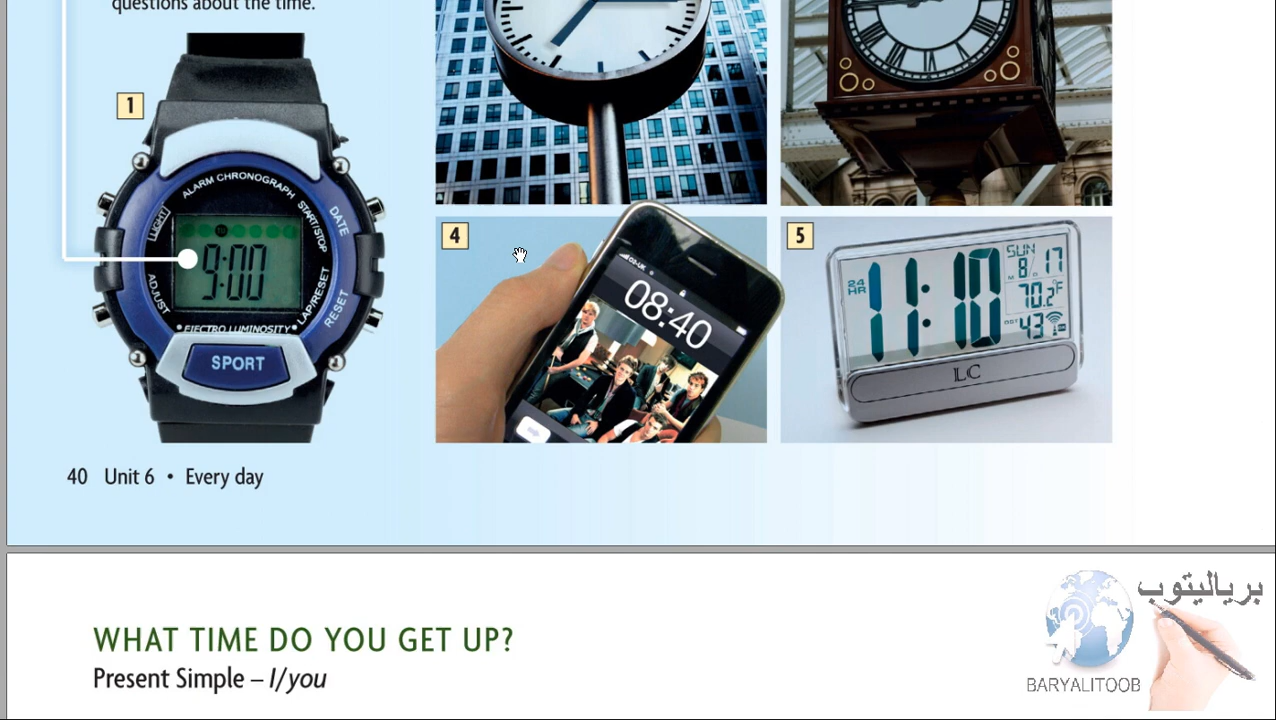 questions about the time.
1
ALARM CHRONOGRAPH
LIGHT
START/STOP
DATE
9:00
ADJUST
LAP/RESET
RESET
ELECTRO LUMINOSITY
SPORT
4
08:40
5
24
HR
11:10
SUN
8/17
70.2°F
43
LC
40 Unit 6 • Every day
WHAT TIME DO YOU GET UP?
Present Simple – I/you
بریالیتوب
BARYALITOOB